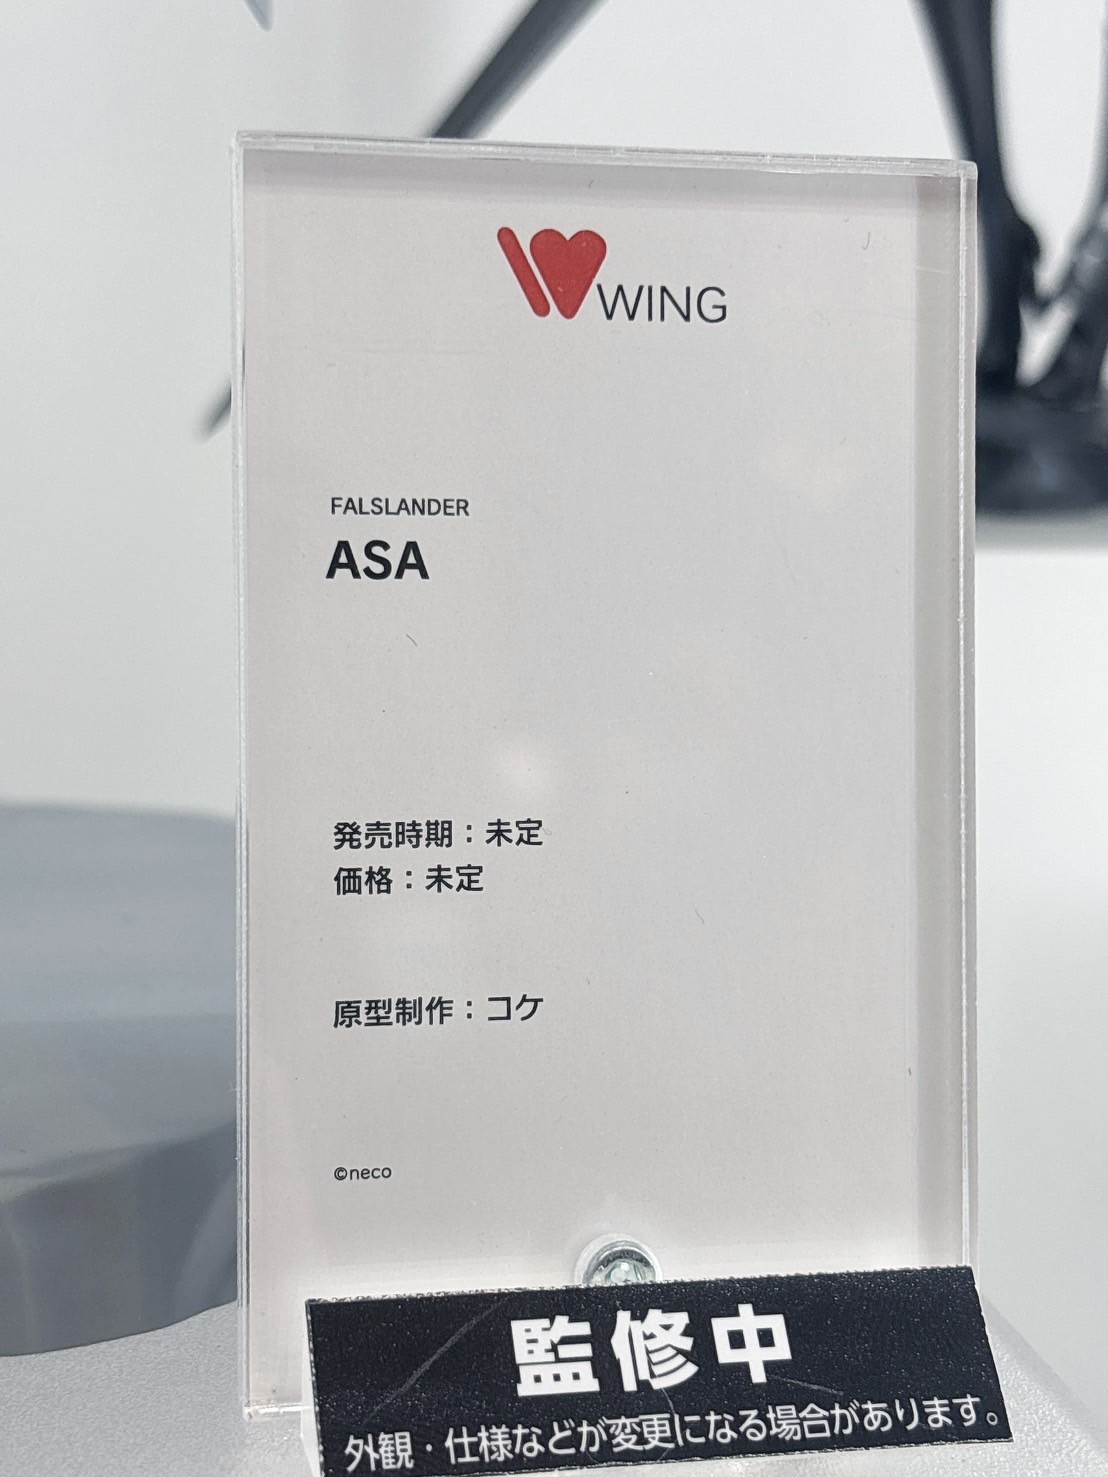 WING
FALSLANDER
ASA
発売時期：未定
価格：未定
原型制作：コケ
©neco
監修中
外観・仕様などが変更になる場合があります。